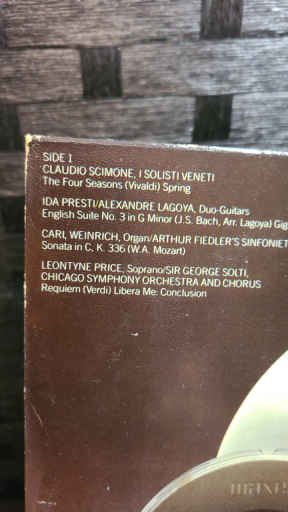 SIDE 1
CLAUDIO SCIMONE, I SOLISTI VENETI
The Four Seasons (Vivaldi) Spring
IDA PRESTI/ALEXANDRE LAGOYA, Duo-Guitars
English Suite No. 3 in G Minor (J.S. Bach, Arr. Lagoya) Gig
CARL WEINRICH, Organ/ARTHUR FIEDLER'S SINFONIET
Sonata in C, K. 336 (W.A. Mozart)
LEONTYNE PRICE, Soprano/SIR GEORGE SOLTI,
CHICAGO SYMPHONY ORCHESTRA AND CHORUS
Requiem (Verdi) Libera Me: Conclusion
maxe